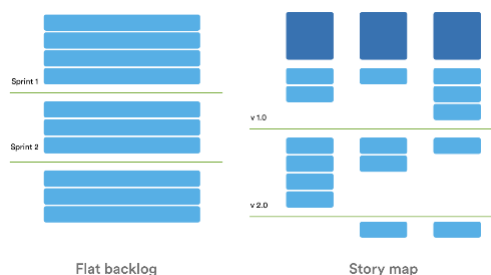 Sprint 1
Sprint 2
Flat backlog
v 1.0
v 2.0
Story map